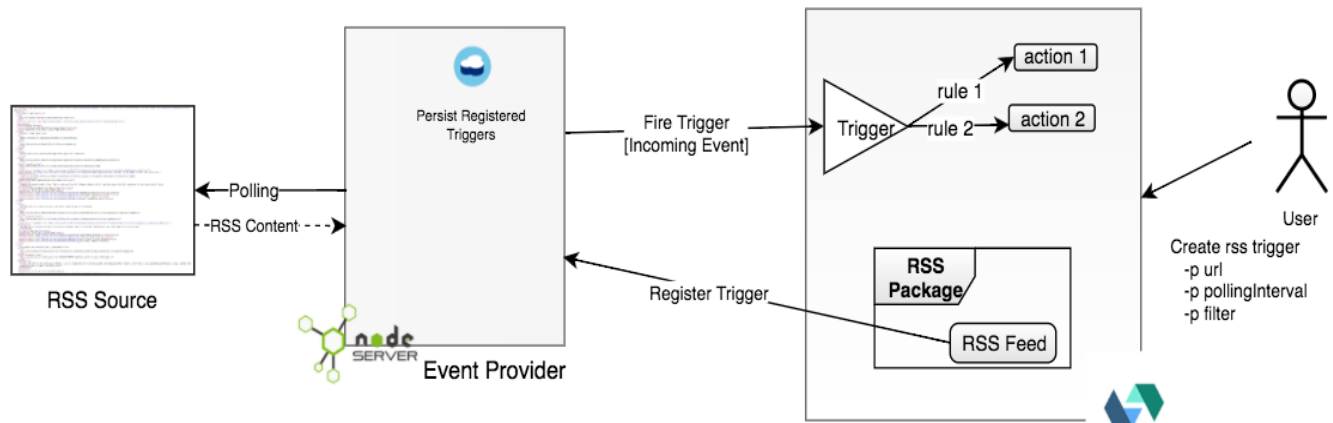 Persist Registered
Triggers
Polling
RSS Content
RSS Source
node
SERVER
Event Provider
Fire Trigger
[Incoming Event]
Register Trigger
Trigger
rule 1
rule 2
action 1
action 2
RSS
Package
RSS Feed
User
Create rss trigger
-p url
-p pollingInterval
-p filter